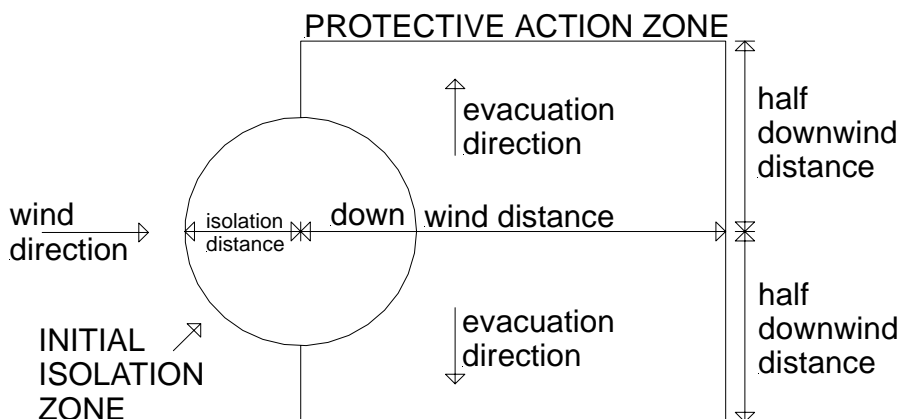 PROTECTIVE ACTION ZONE
evacuation
direction
half
downwind
distance
wind
direction
isolation
distance
down wind distance
evacuation
direction
half
downwind
distance
INITIAL
ISOLATION
ZONE